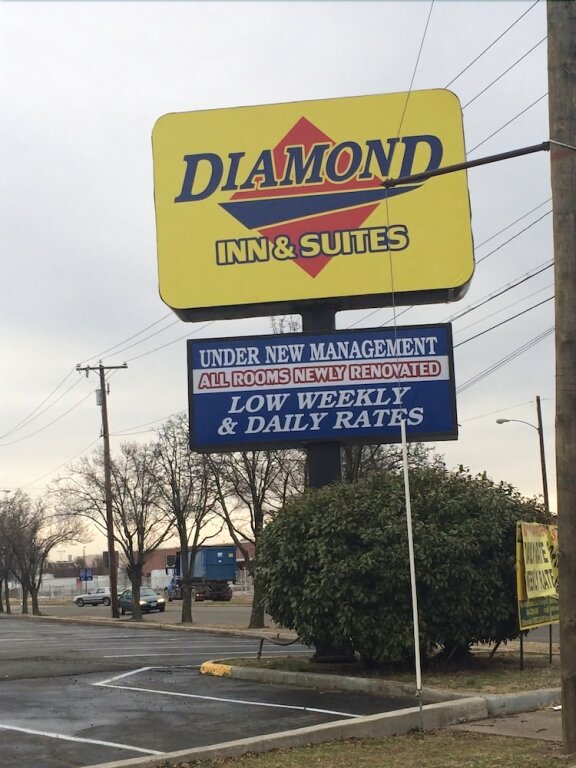 DIAMOND
INN & SUITES
UNDER NEW MANAGEMENT
ALL ROOMS NEWLY RENOVATED
LOW WEEKLY
& DAILY RATES